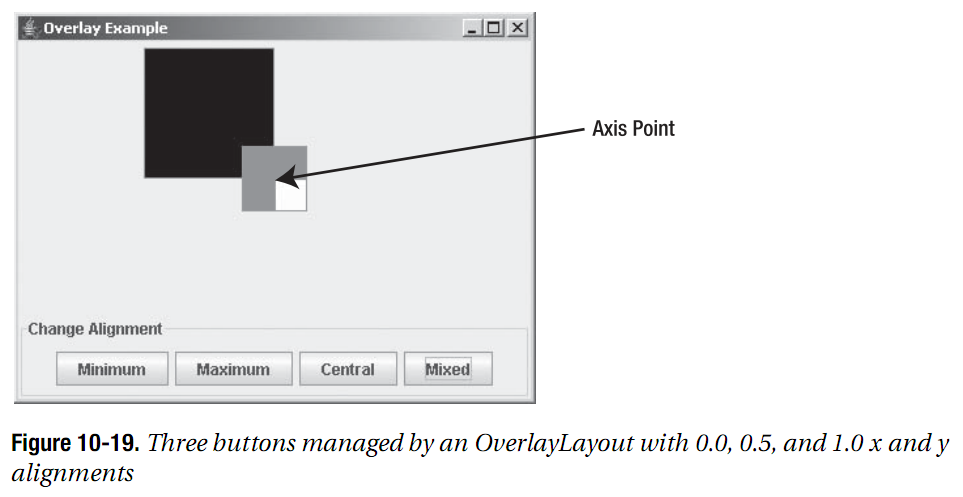 Overlay Example
Axis Point
Change Alignment
Minimum Maximum Central Mixed
Figure 10-19. Three buttons managed by an OverlayLayout with 0.0, 0.5, and 1.0 x and y
alignments